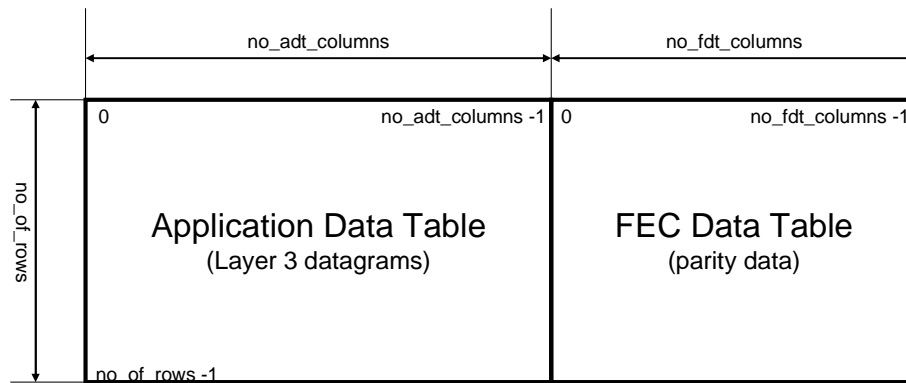 no_adt_columns
no_fdt_columns
0
no_adt_columns -1
0
no_fdt_columns -1
no_of_rows
Application Data Table
(Layer 3 datagrams)
FEC Data Table
(parity data)
no_of_rows -1